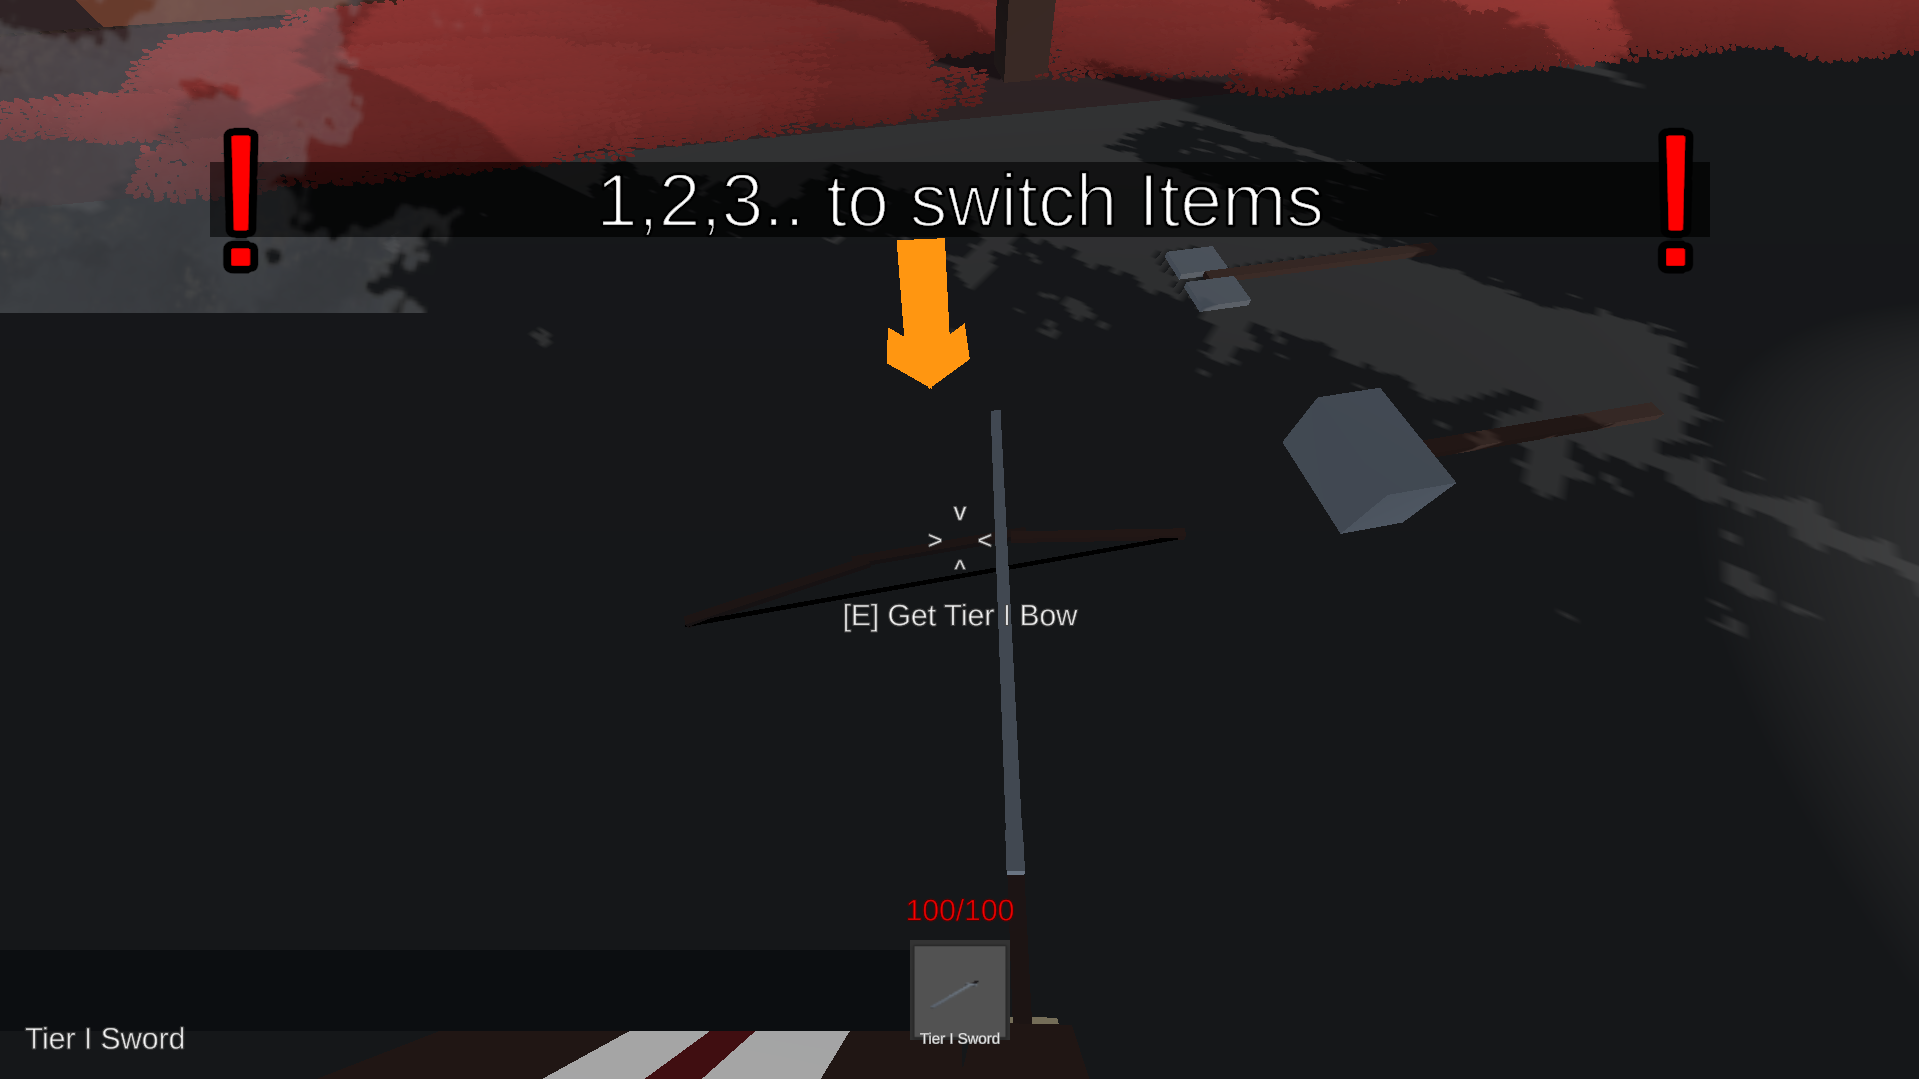 1,2,3.. to switch Items
v
> <
^
[E] Get Tier I Bow
100/100
Tier I Sword
Tier I Sword